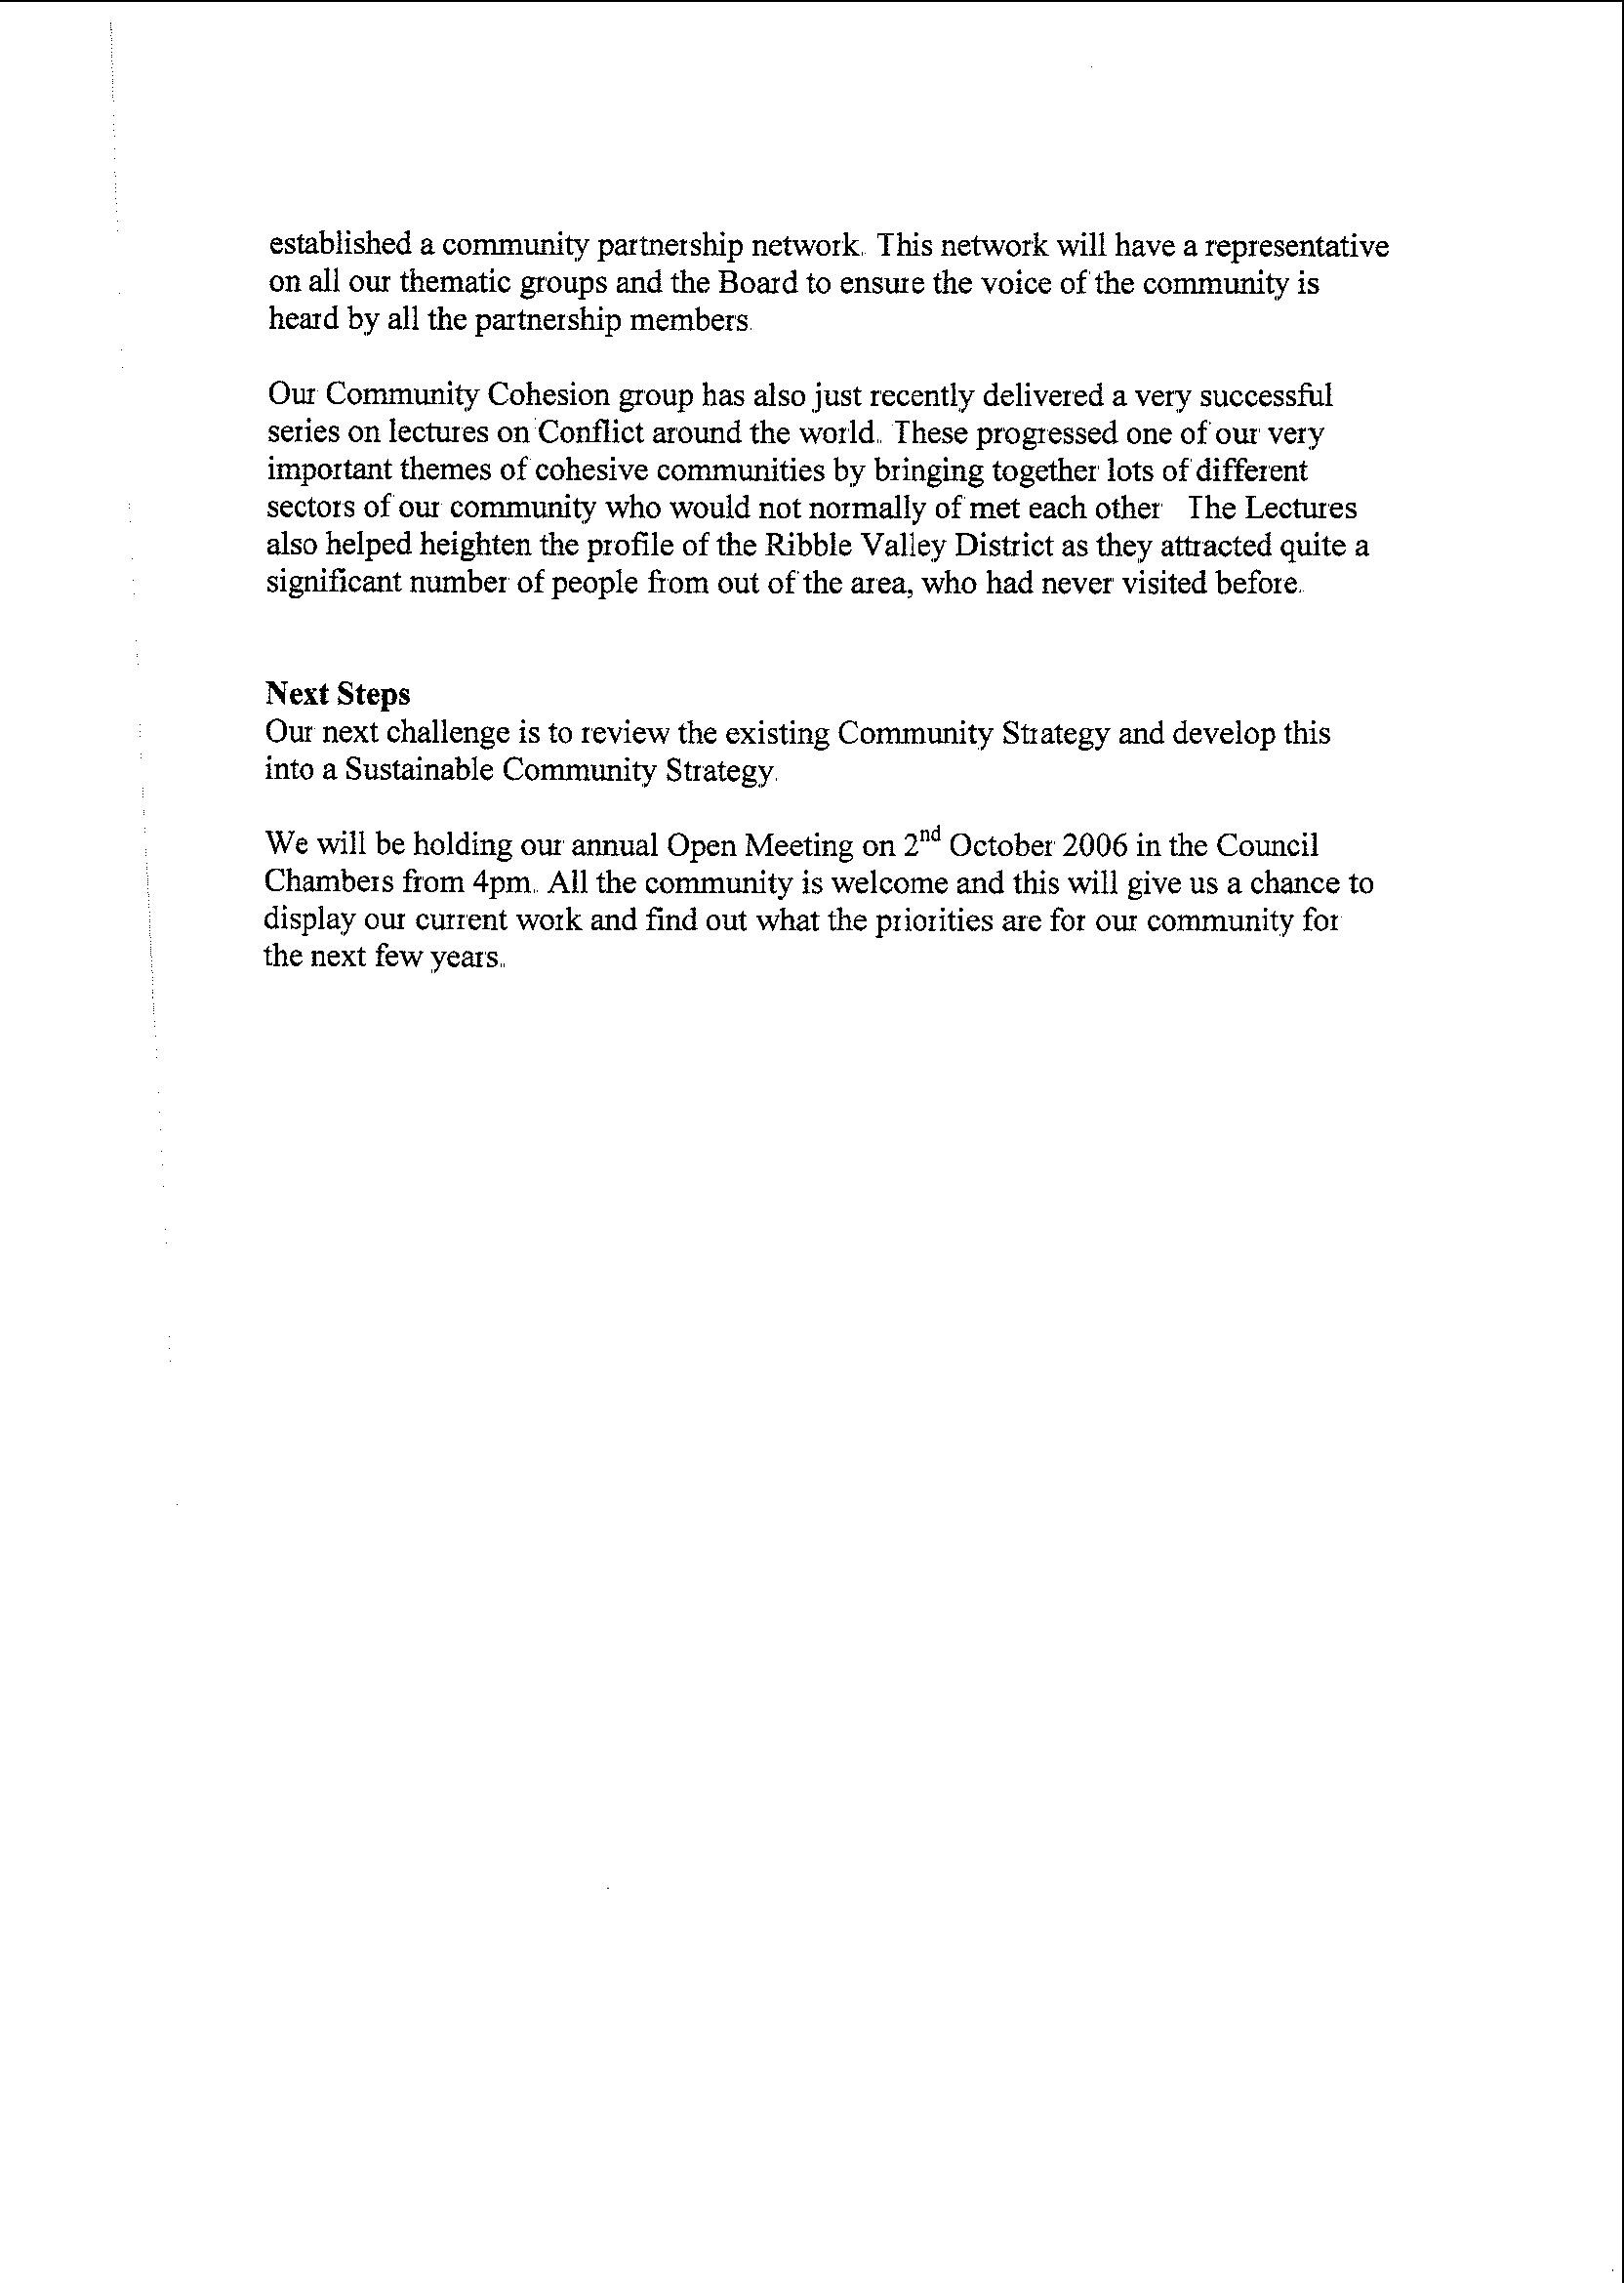 established a community partnership network. This network will have a representative
on all our thematic groups and the Board to ensure the voice of the community is
heard by all the partnership members.
Our Community Cohesion group has also just recently delivered a very successful
series on lectures on Conflict around the world. These progressed one of our very
important themes of cohesive communities by bringing together lots of different
sectors of our community who would not normally of met each other The Lectures
also helped heighten the profile of the Ribble Valley District as they attracted quite a
significant number of people from out of the area, who had never visited before.
Next Steps
Our next challenge is to review the existing Community Strategy and develop this
into a Sustainable Community Strategy.
We will be holding our annual Open Meeting on 2nd October 2006 in the Council
Chambers from 4pm. All the community is welcome and this will give us a chance to
display our current work and find out what the priorities are for our community for
the next few years.